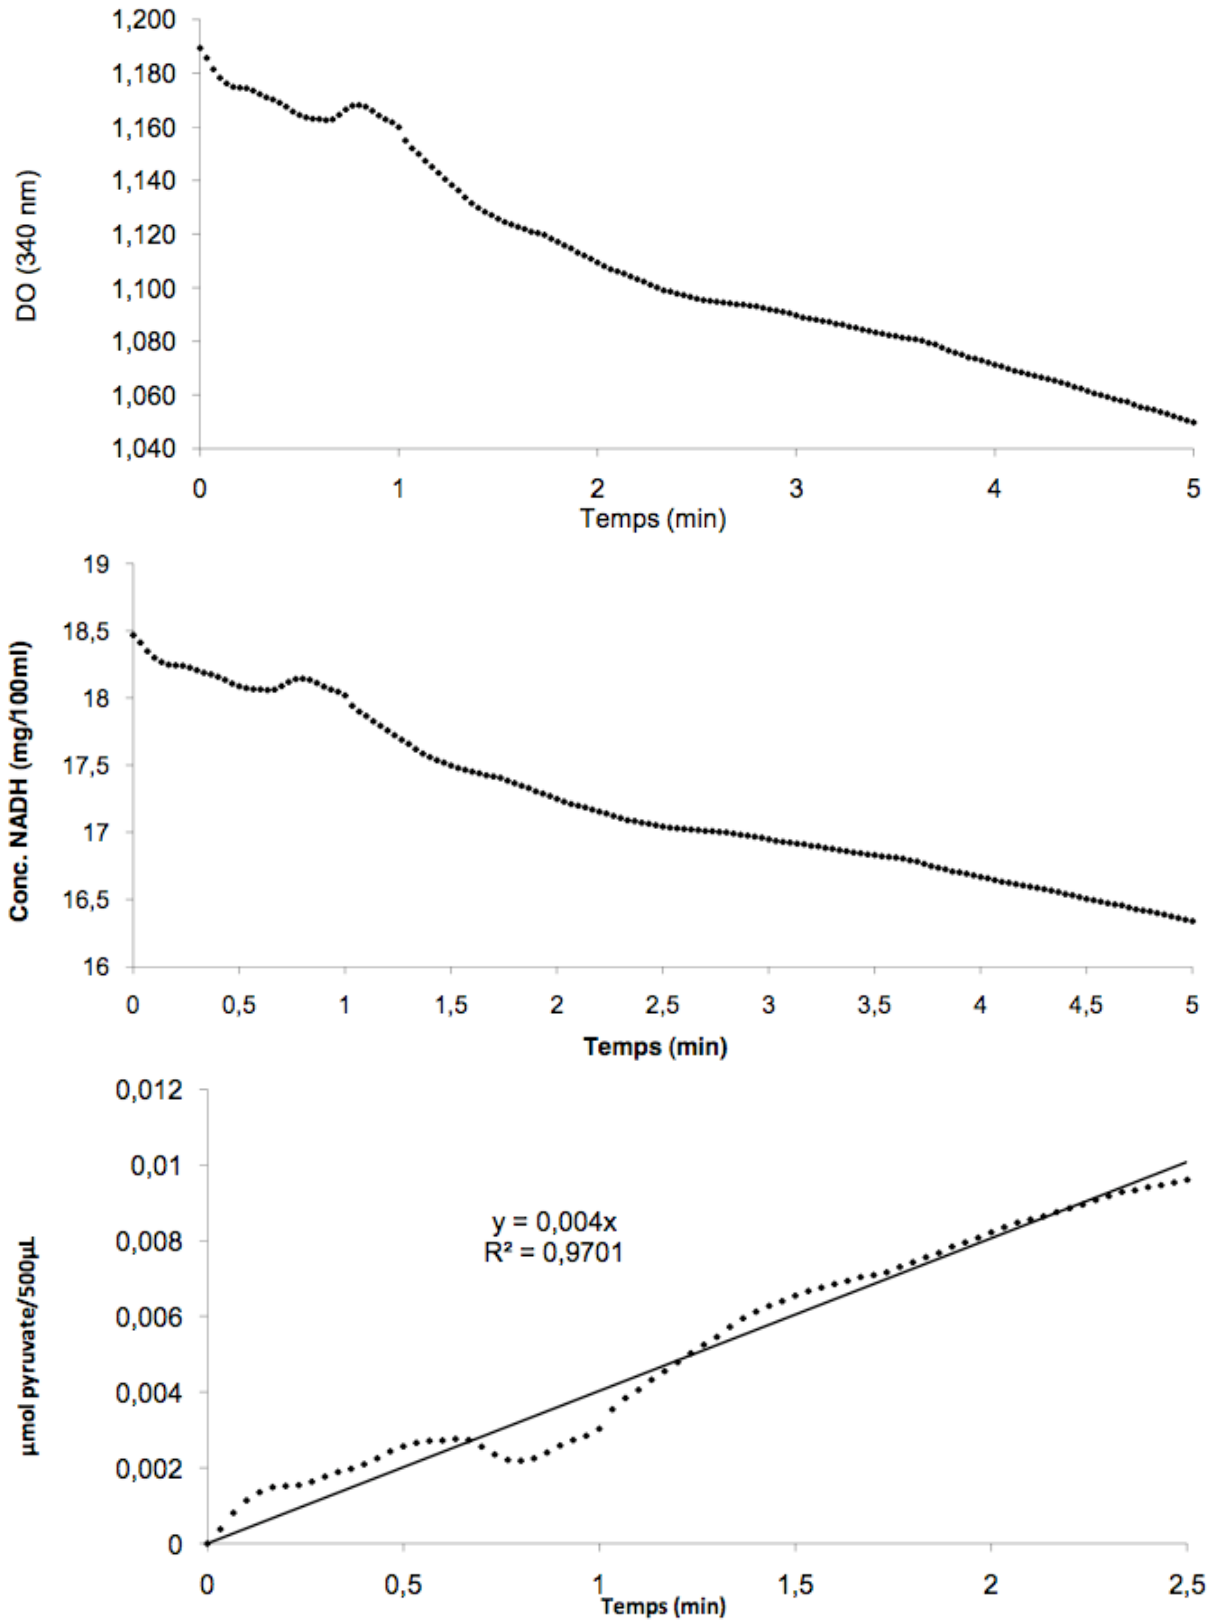 1,200
1,180
1,160
1,140
1,120
1,100
1,080
1,060
1,040
DO (340 nm)
0 1 2 3 4 5
Temps (min)
19
18,5
18
17,5
17
16,5
16
Conc. NADH (mg/100ml)
0 0,5 1 1,5 2 2,5 3 3,5 4 4,5 5
Temps (min)
0,012
0,01
0,008
0,006
0,004
0,002
0
µmol pyruvate/500µL
y = 0,004x
R² = 0,9701
0 0,5 1 1,5 2 2,5
Temps (min)